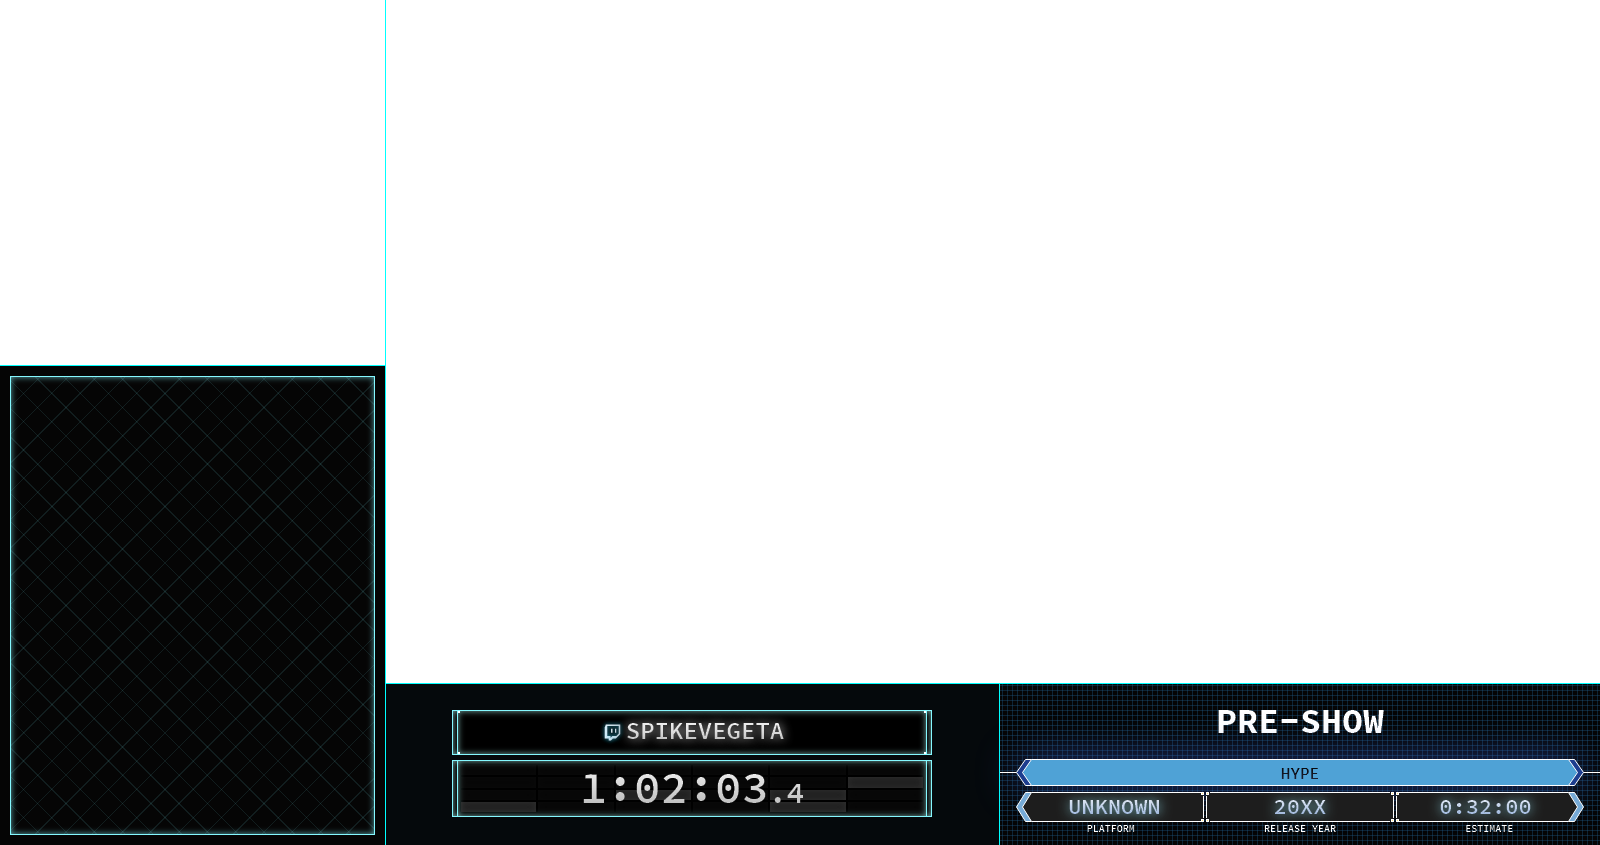 SPIKEVEGETA
1:02:03.4
PRE-SHOW
HYPE
UNKNOWN 20XX 0:32:00
PLATFORM RELEASE YEAR ESTIMATE